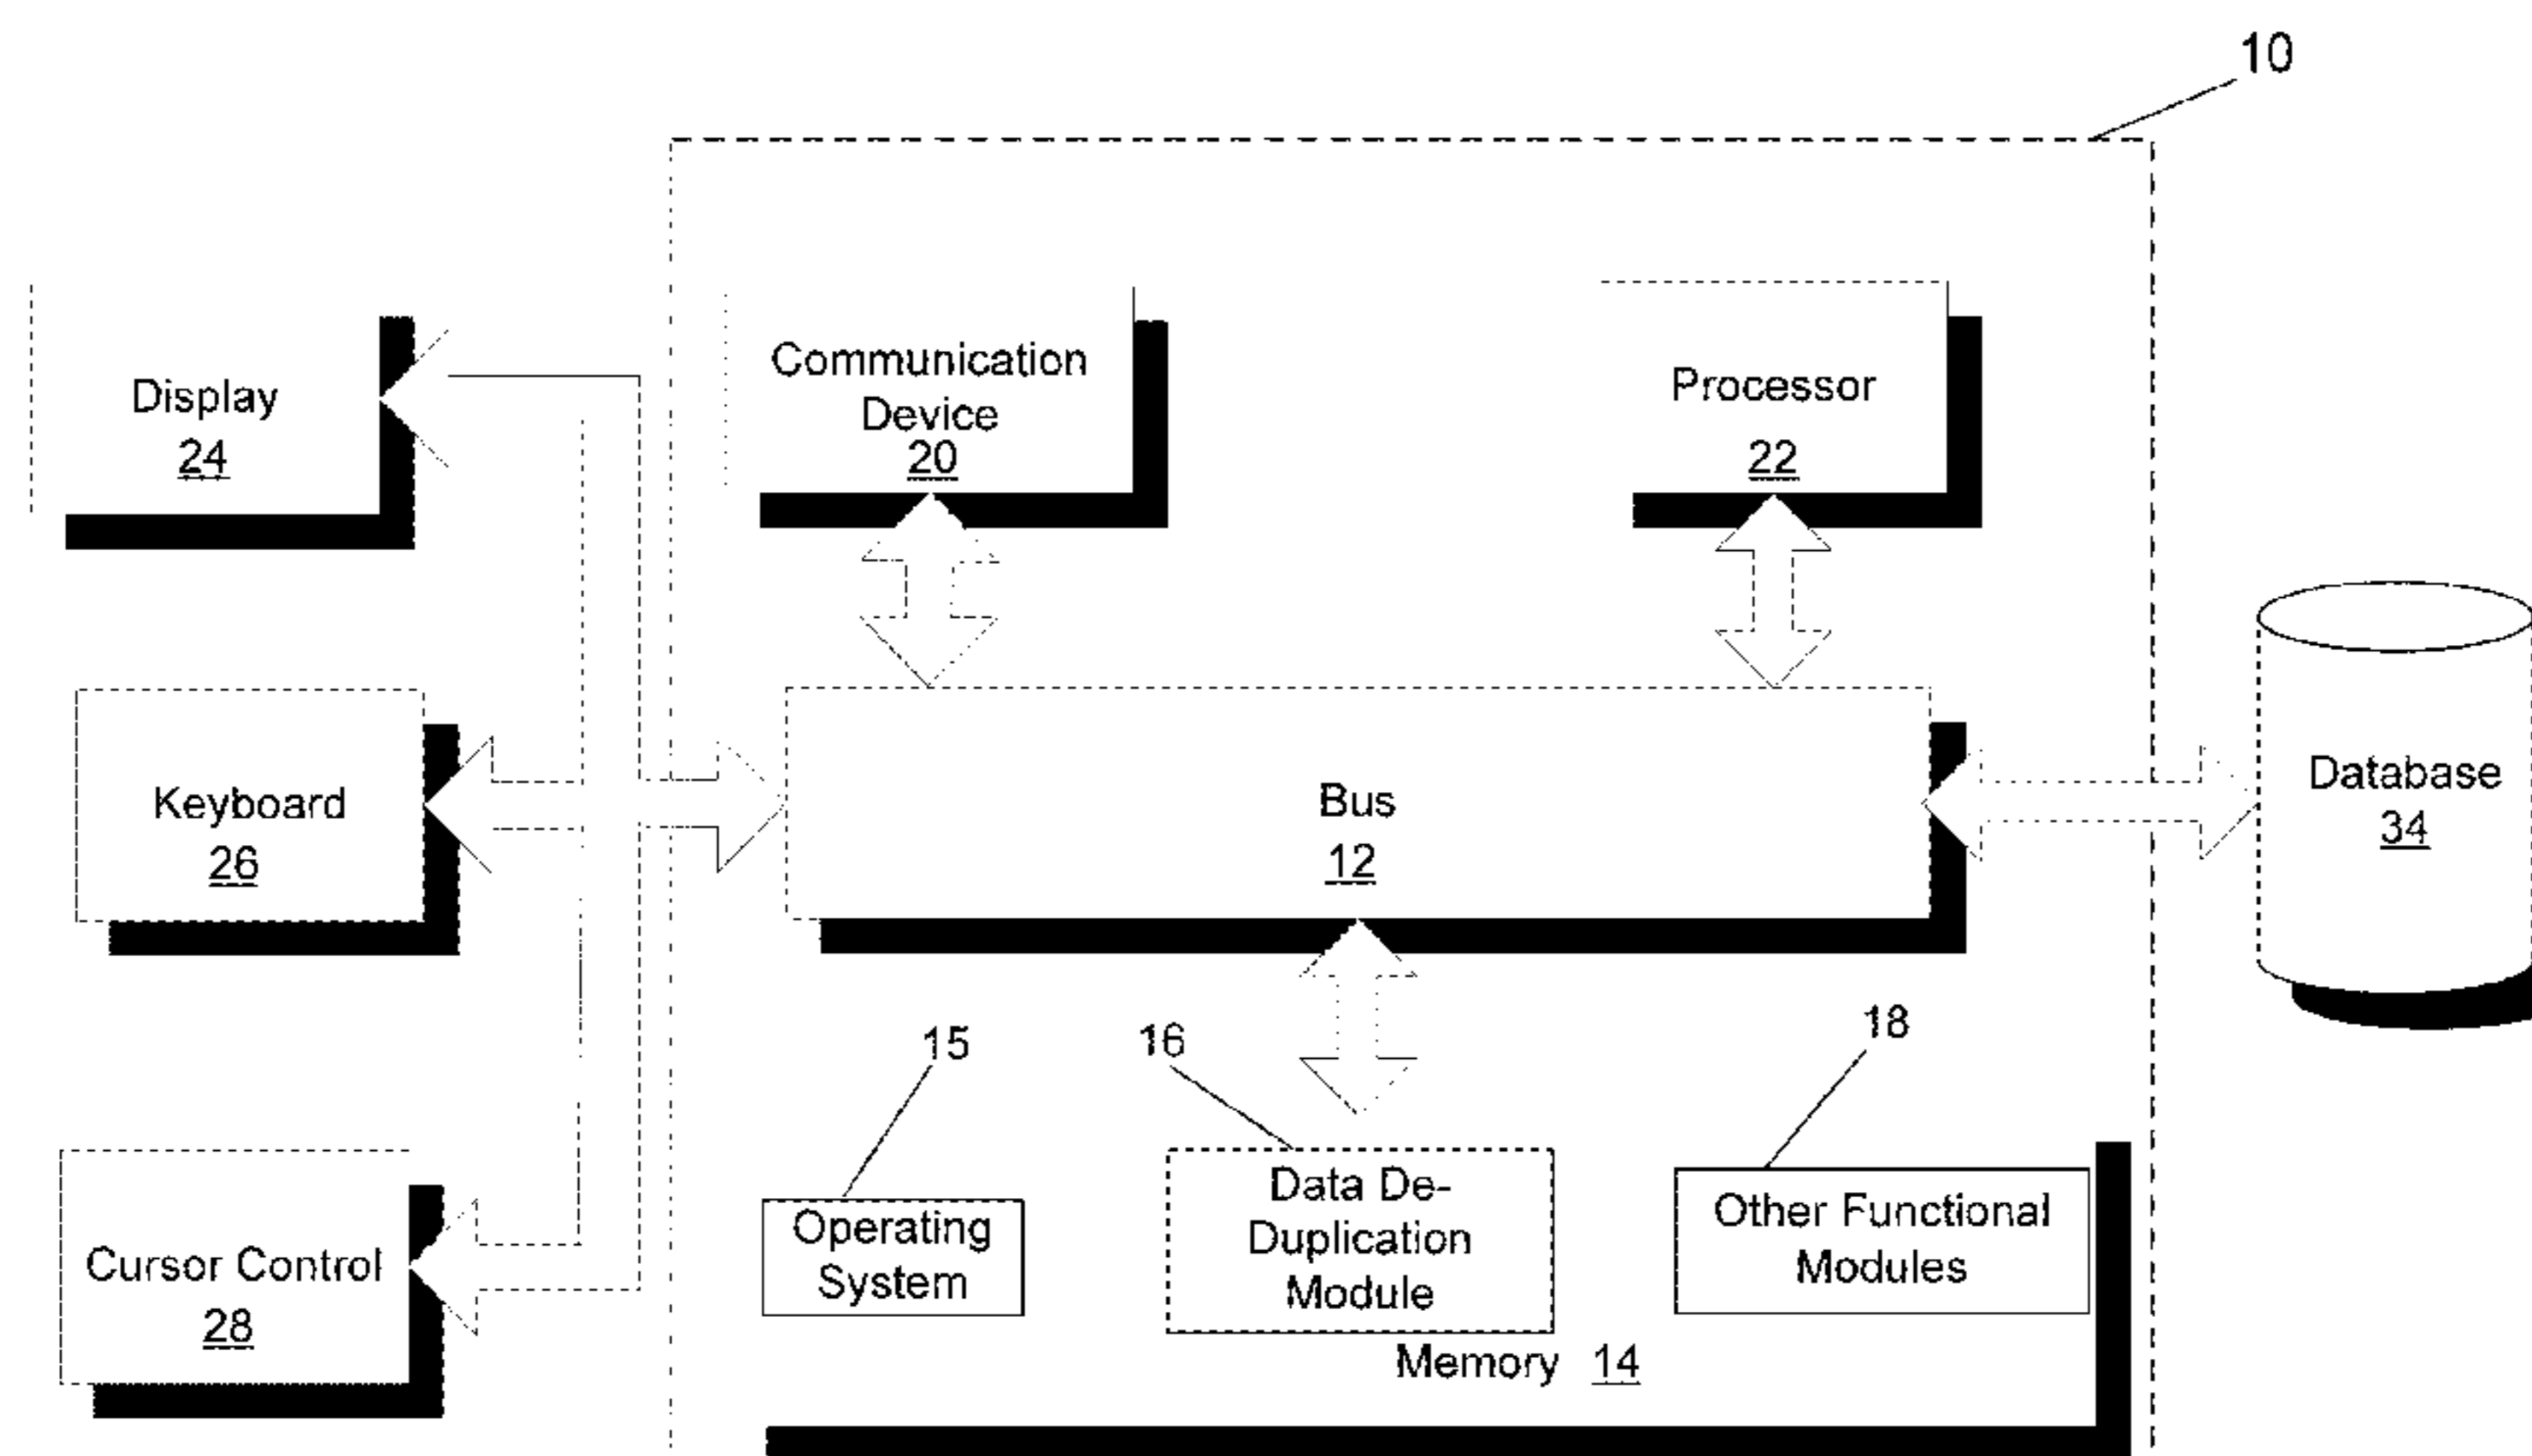 10
Display
24
Communication
Device
20
Processor
22
Keyboard
26
Bus
12
Database
34
15
16
18
Cursor Control
28
Operating
System
Data De-
Duplication
Module
Other Functional
Modules
Memory 14